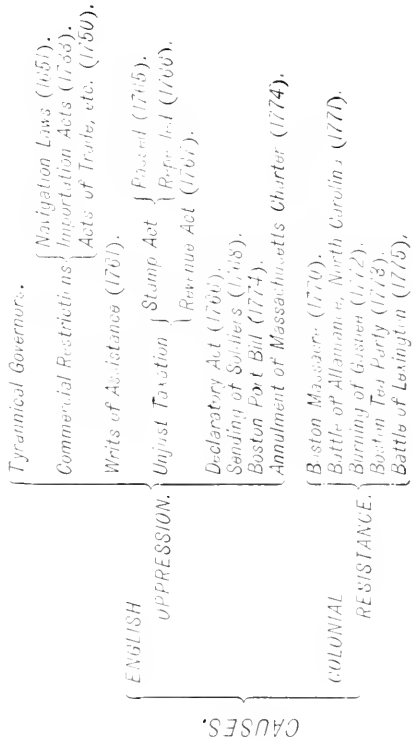 CAUSES.
ENGLISH
OPPRESSION.
Tyrannical Governors.
Commercial Restrictions
Navigation Laws (1651).
Importation Acts (1733).
Acts of Trade, etc. (1750).
Writs of Assistance (1761).
Unjust Taxation
Stamp Act
Passed (1765).
Repealed (1766).
Revenue Act (1767).
Declaratory Act (1766).
Sending of Soldiers (1768).
Boston Port Bill (1774).
Annulment of Massachusetts Charter (1774).
COLONIAL
RESISTANCE.
Boston Massacre (1770).
Battle of Allamance, North Carolina (1771).
Burning of Gaspee (1772).
Boston Tea Party (1773).
Battle of Lexington (1775).